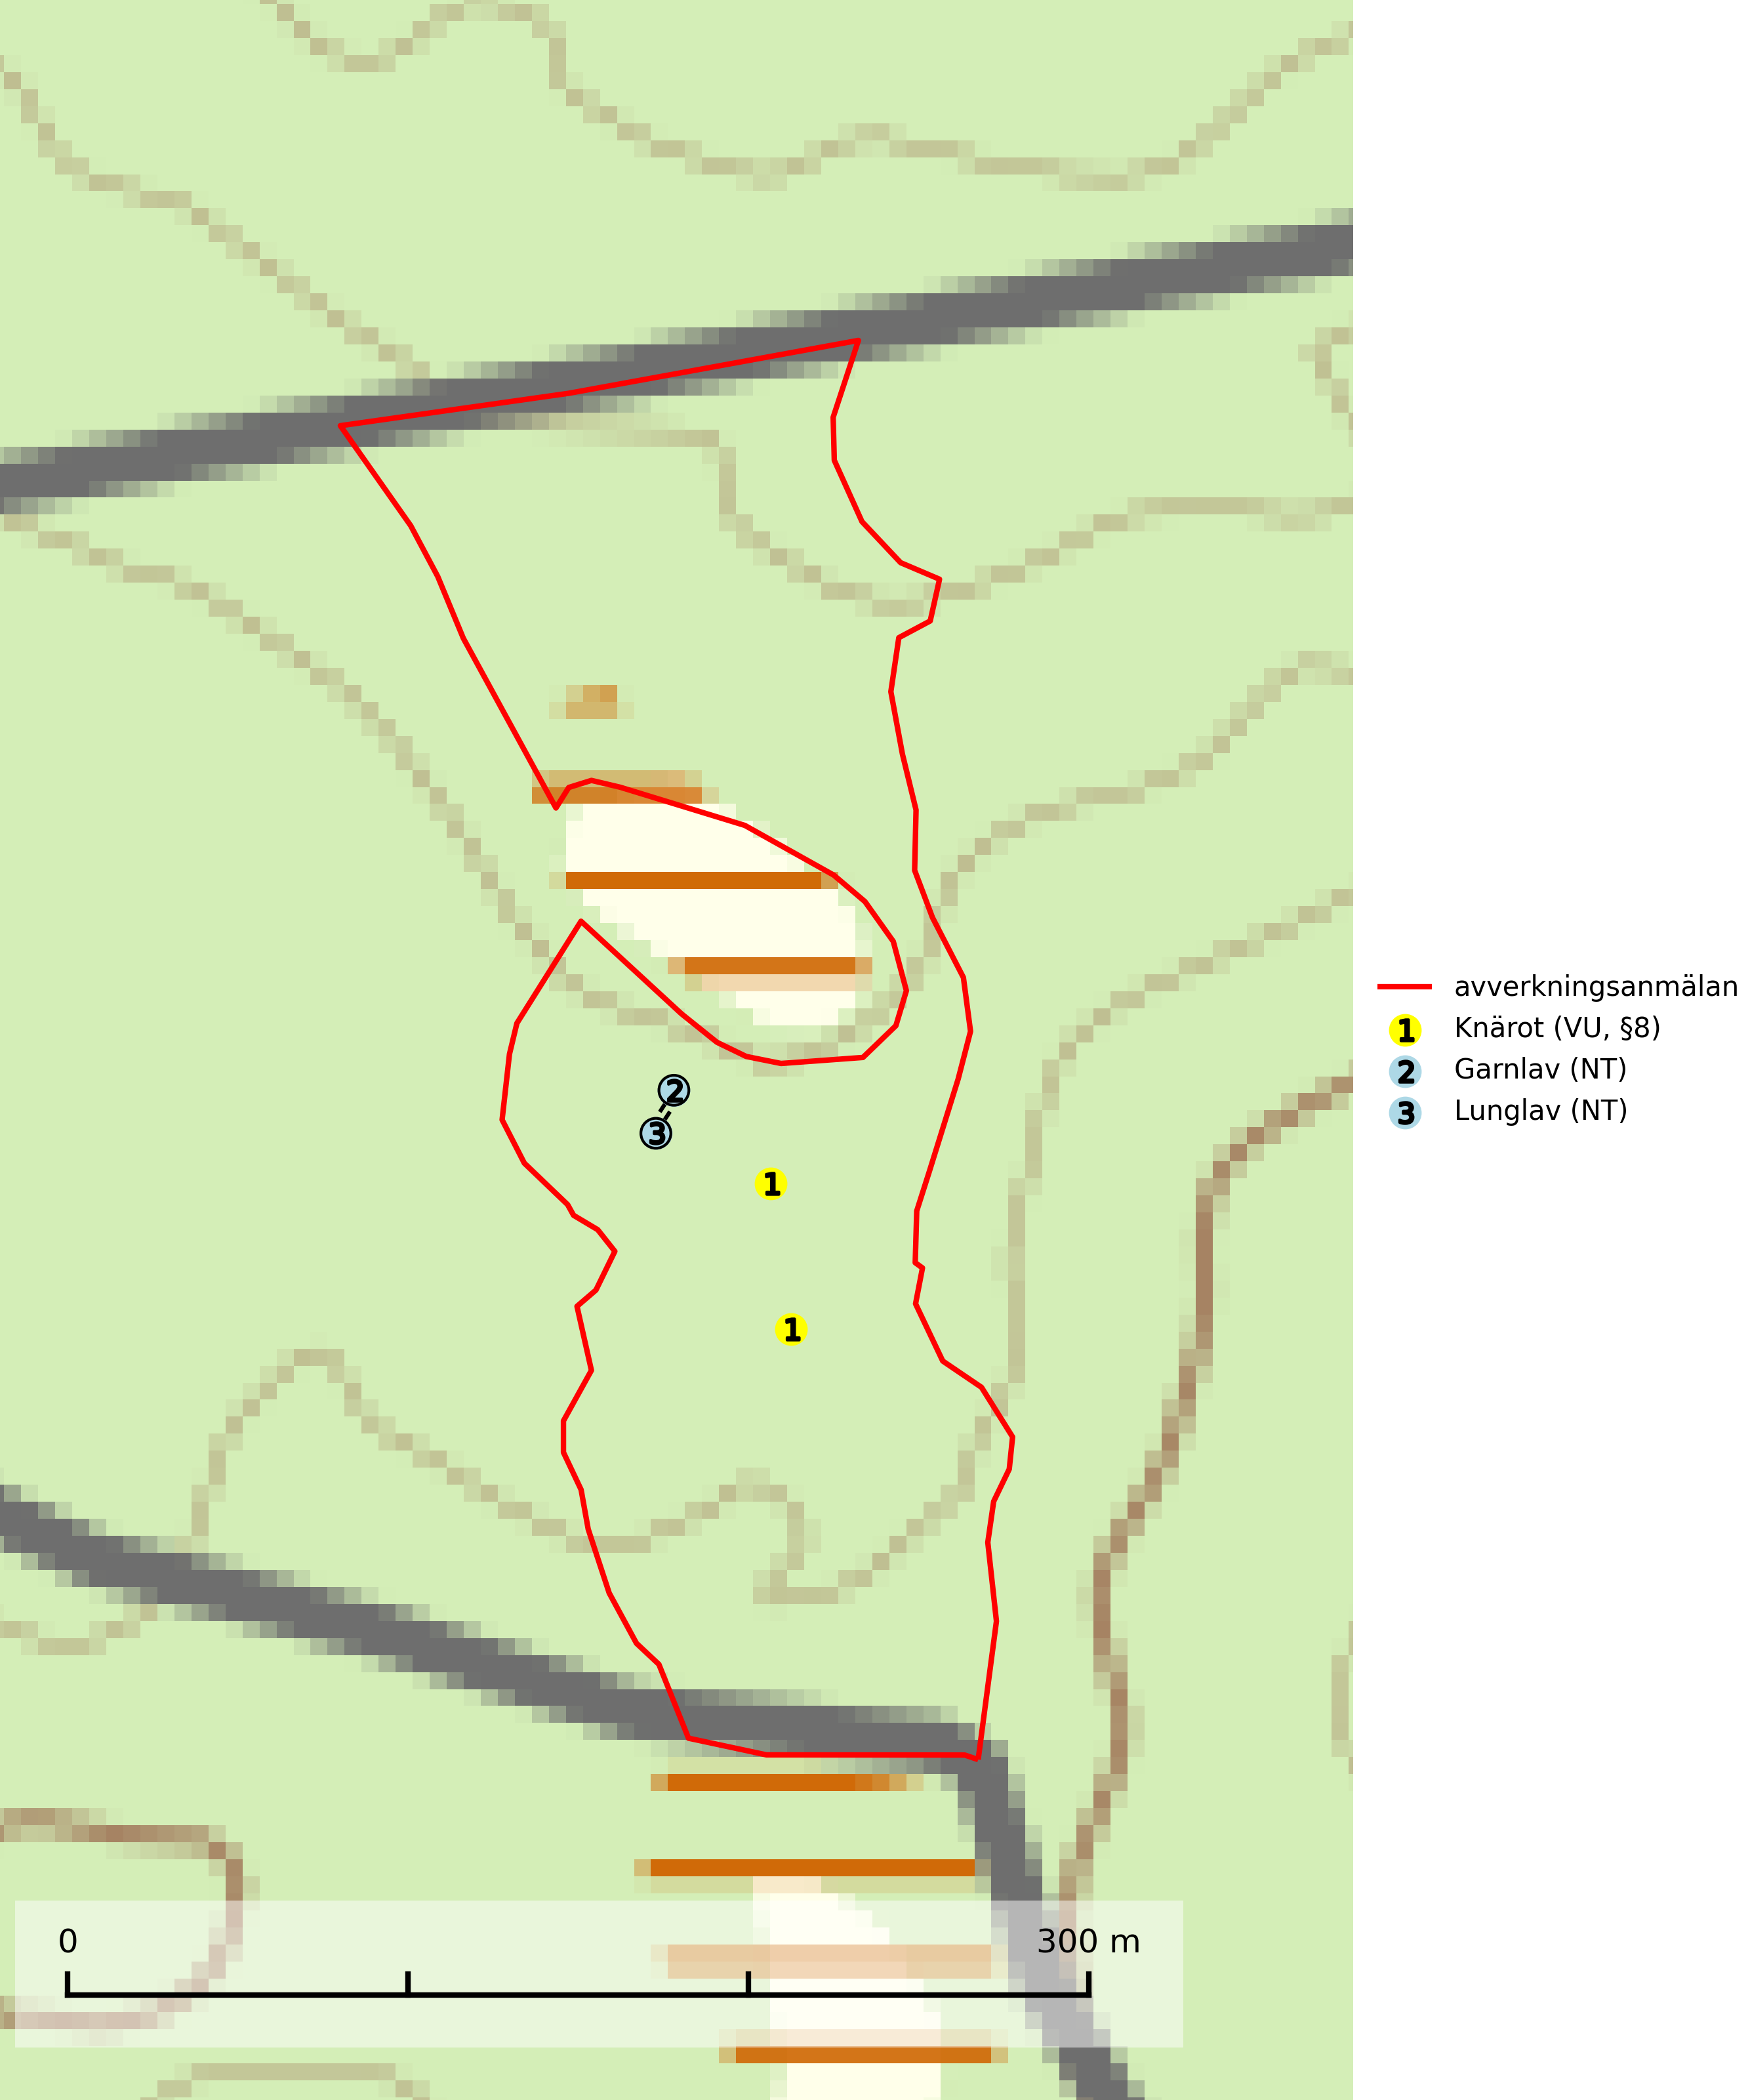 2
3
1
1
avverkningsanmälan
1 Knärot (VU, §8)
2 Garnlav (NT)
3 Lunglav (NT)
0 300 m